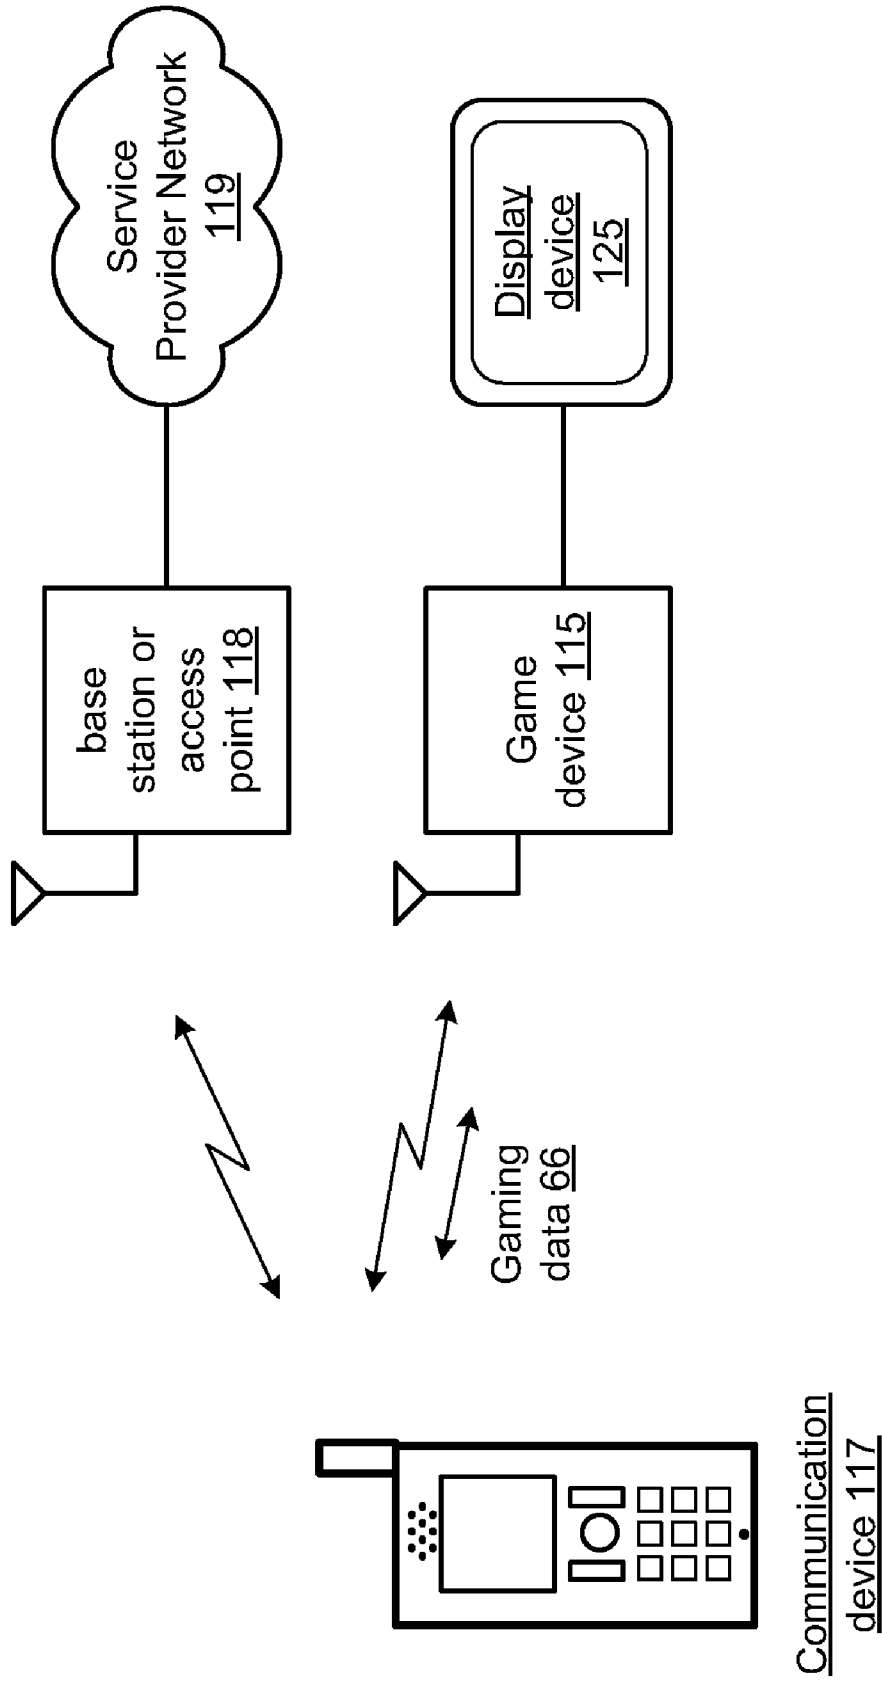 Service
Provider Network
119
base
station or
access
point 118
Display
device
125
Game
device 115
Gaming
data 66
Communication
device 117